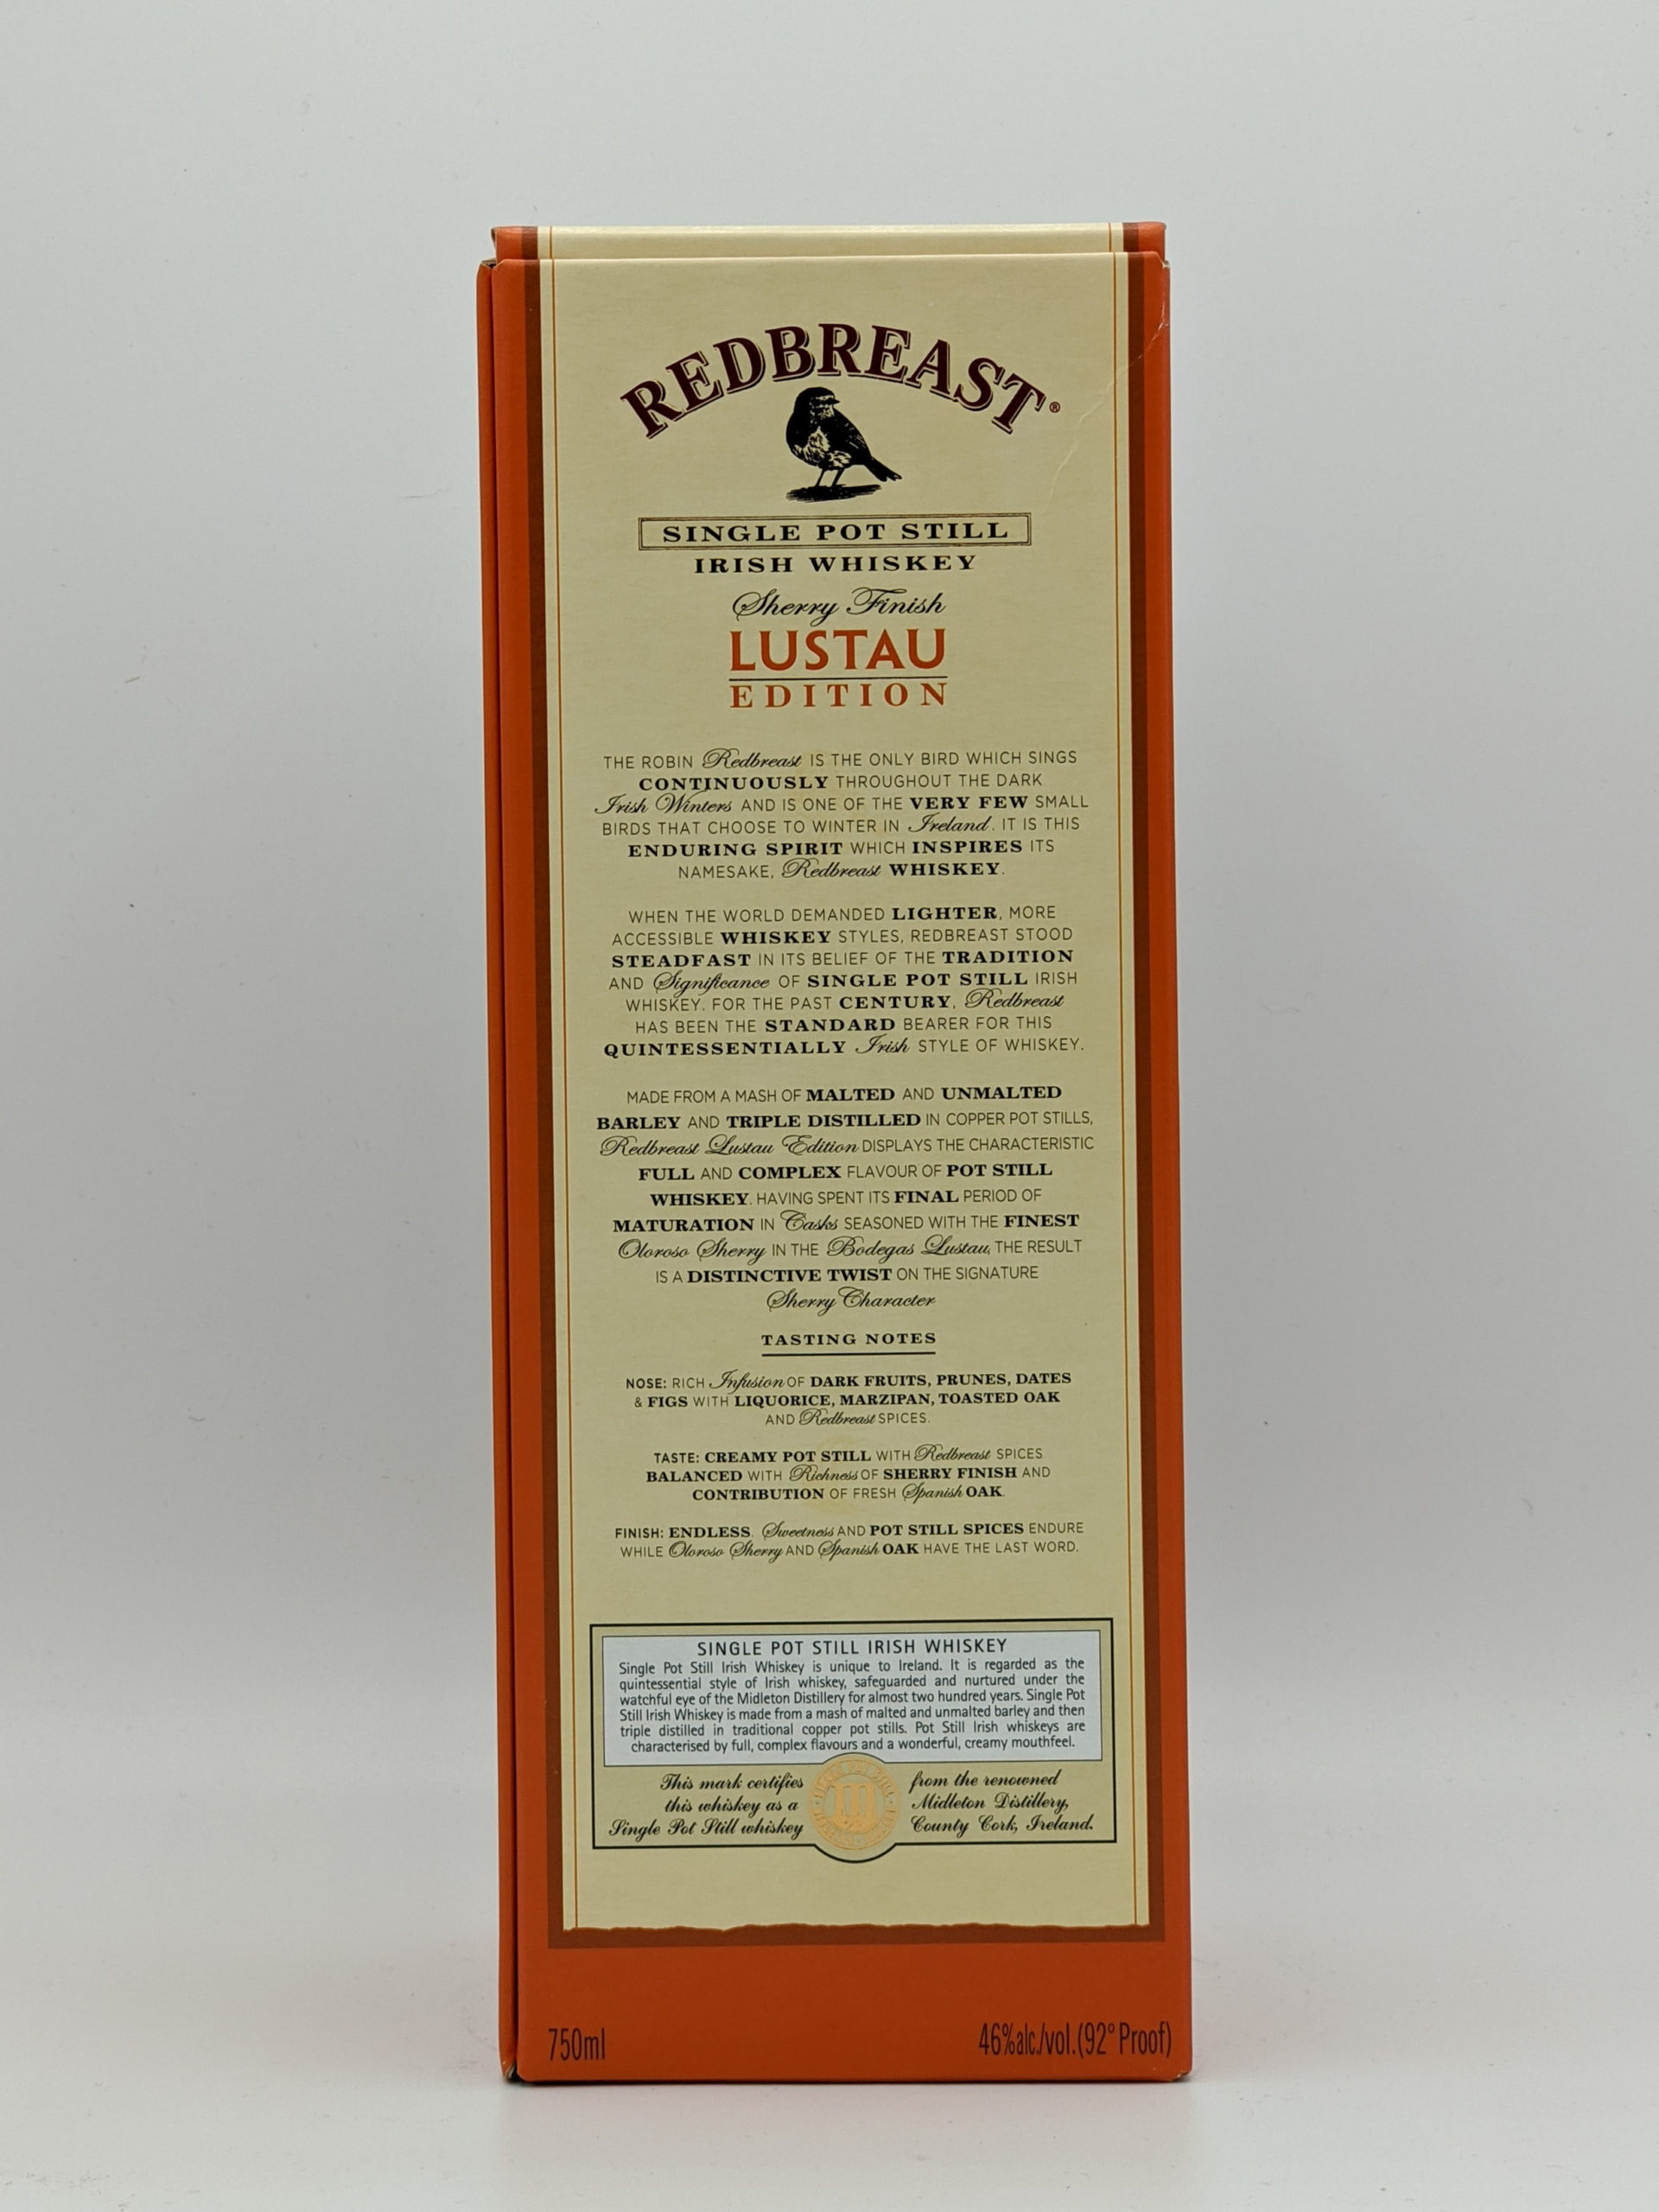 REDBREAST®
SINGLE POT STILL
IRISH WHISKEY
Sherry Finish
LUSTAU
EDITION
THE ROBIN Redbreast IS THE ONLY BIRD WHICH SINGS
CONTINUOUSLY THROUGHOUT THE DARK
Irish Winters AND IS ONE OF THE VERY FEW SMALL
BIRDS THAT CHOOSE TO WINTER IN Ireland. IT IS THIS
ENDURING SPIRIT WHICH INSPIRES ITS
NAMESAKE, Redbreast WHISKEY.
WHEN THE WORLD DEMANDED LIGHTER, MORE
ACCESSIBLE WHISKEY STYLES, REDBREAST STOOD
STEADFAST IN ITS BELIEF OF THE TRADITION
AND Significance OF SINGLE POT STILL IRISH
WHISKEY. FOR THE PAST CENTURY, Redbreast
HAS BEEN THE STANDARD BEARER FOR THIS
QUINTESSENTIALLY Irish STYLE OF WHISKEY.
MADE FROM A MASH OF MALTED AND UNMALTED
BARLEY AND TRIPLE DISTILLED IN COPPER POT STILLS,
Redbreast Lustau Edition DISPLAYS THE CHARACTERISTIC
FULL AND COMPLEX FLAVOUR OF POT STILL
WHISKEY. HAVING SPENT ITS FINAL PERIOD OF
MATURATION IN Casks SEASONED WITH THE FINEST
Oloroso Sherry IN THE Bodegas Lustau, THE RESULT
IS A DISTINCTIVE TWIST ON THE SIGNATURE
Sherry Character
TASTING NOTES
NOSE: RICH Infusion OF DARK FRUITS, PRUNES, DATES
& FIGS WITH LIQUORICE, MARZIPAN, TOASTED OAK
AND Redbreast SPICES.
TASTE: CREAMY POT STILL WITH Redbreast SPICES
BALANCED WITH Richness OF SHERRY FINISH AND
CONTRIBUTION OF FRESH Spanish OAK.
FINISH: ENDLESS. Sweetness AND POT STILL SPICES ENDURE
WHILE Oloroso Sherry AND Spanish OAK HAVE THE LAST WORD.
SINGLE POT STILL IRISH WHISKEY
Single Pot Still Irish Whiskey is unique to Ireland. It is regarded as the
quintessential style of Irish whiskey, safeguarded and nurtured under the
watchful eye of the Midleton Distillery for almost two hundred years. Single Pot
Still Irish Whiskey is made from a mash of malted and unmalted barley and then
triple distilled in traditional copper pot stills. Pot Still Irish whiskeys are
characterised by full, complex flavours and a wonderful, creamy mouthfeel.
This mark certifies
this whiskey as a
Single Pot Still whiskey
from the renowned
Midleton Distillery,
County Cork, Ireland.
750ml
46%alc./vol.(92° Proof)